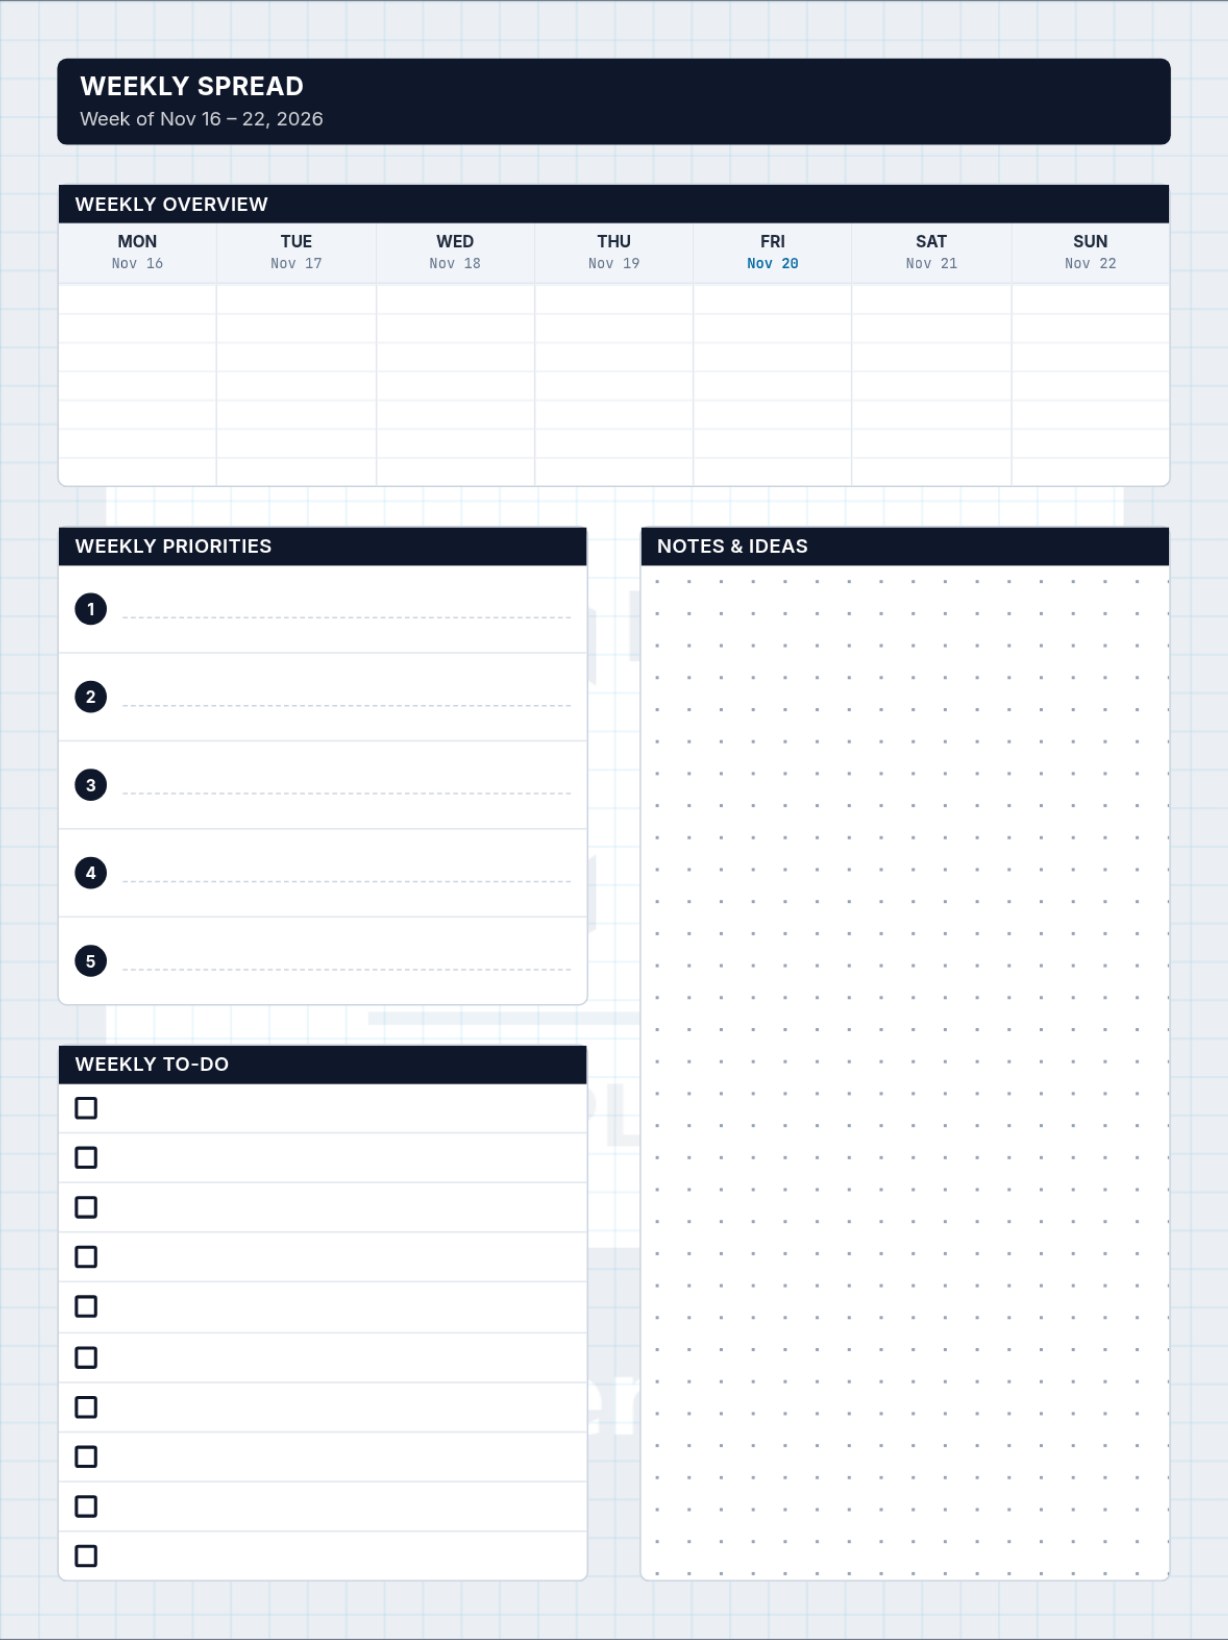 WEEKLY SPREAD
Week of Nov 16 – 22, 2026
WEEKLY OVERVIEW
MON TUE WED THU FRI SAT SUN
Nov 16 Nov 17 Nov 18 Nov 19 Nov 20 Nov 21 Nov 22
WEEKLY PRIORITIES
1
2
3
4
5
WEEKLY TO-DO
NOTES & IDEAS